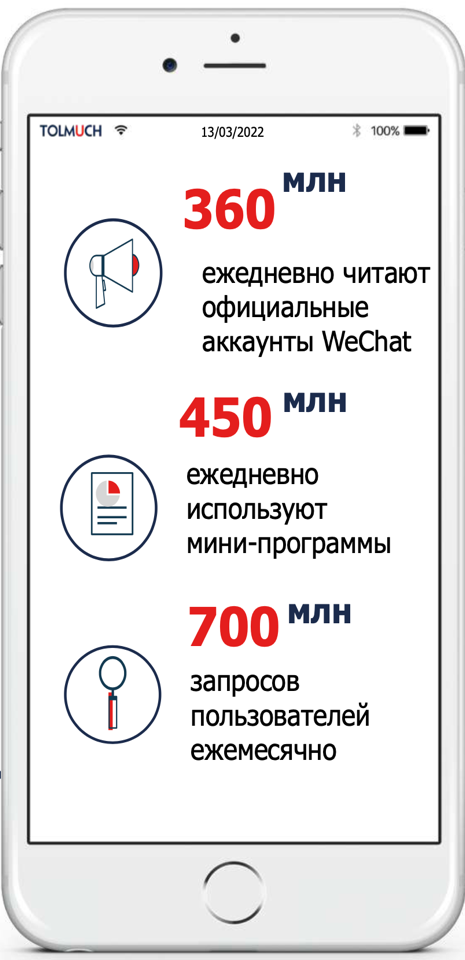 TOLMUCH 13/03/2022 100%
360 МЛН
ежедневно читают
официальные
аккаунты WeChat
450 МЛН
ежедневно
используют
мини-программы
700 МЛН
запросов
пользователей
ежемесячно